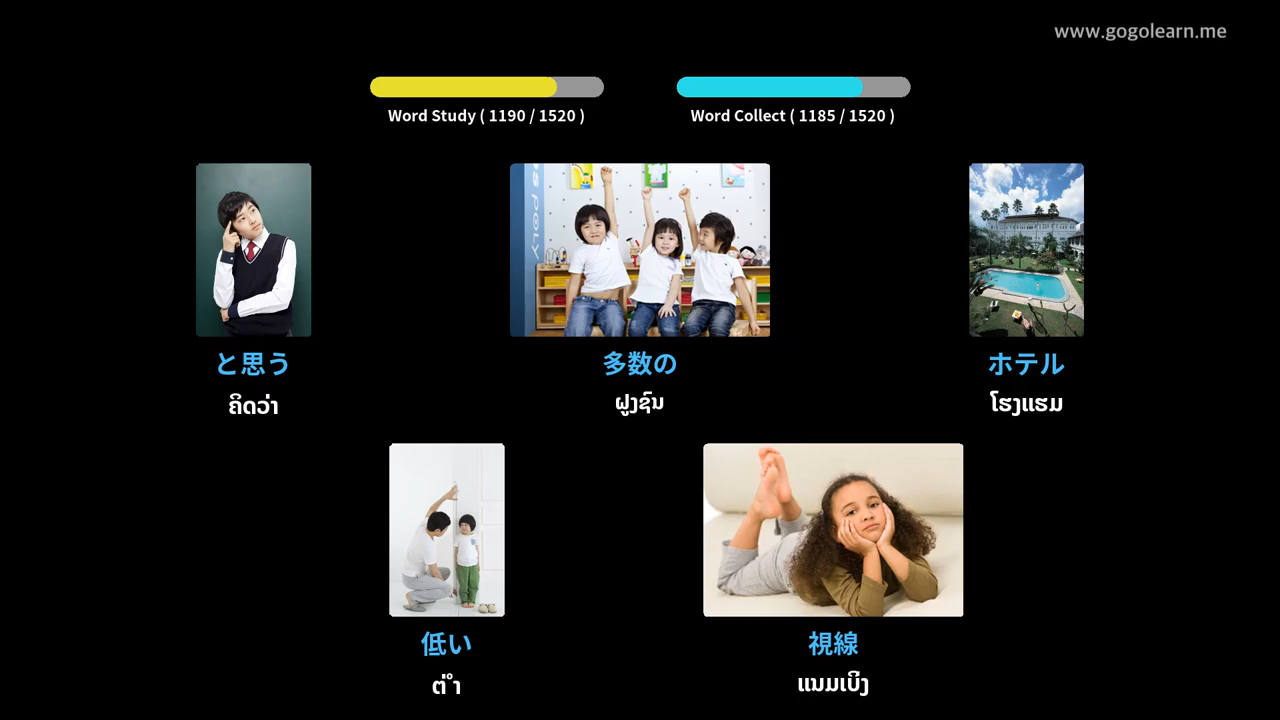 www.gogolearn.me
Word Study ( 1190 / 1520 )
Word Collect ( 1185 / 1520 )
と思う
多数の
ホテル
ຄິດວ່າ
ຝູງຊົນ
ໂຮງແຮມ
低い
視線
ຕ່ຳ
ແນມເບິງ